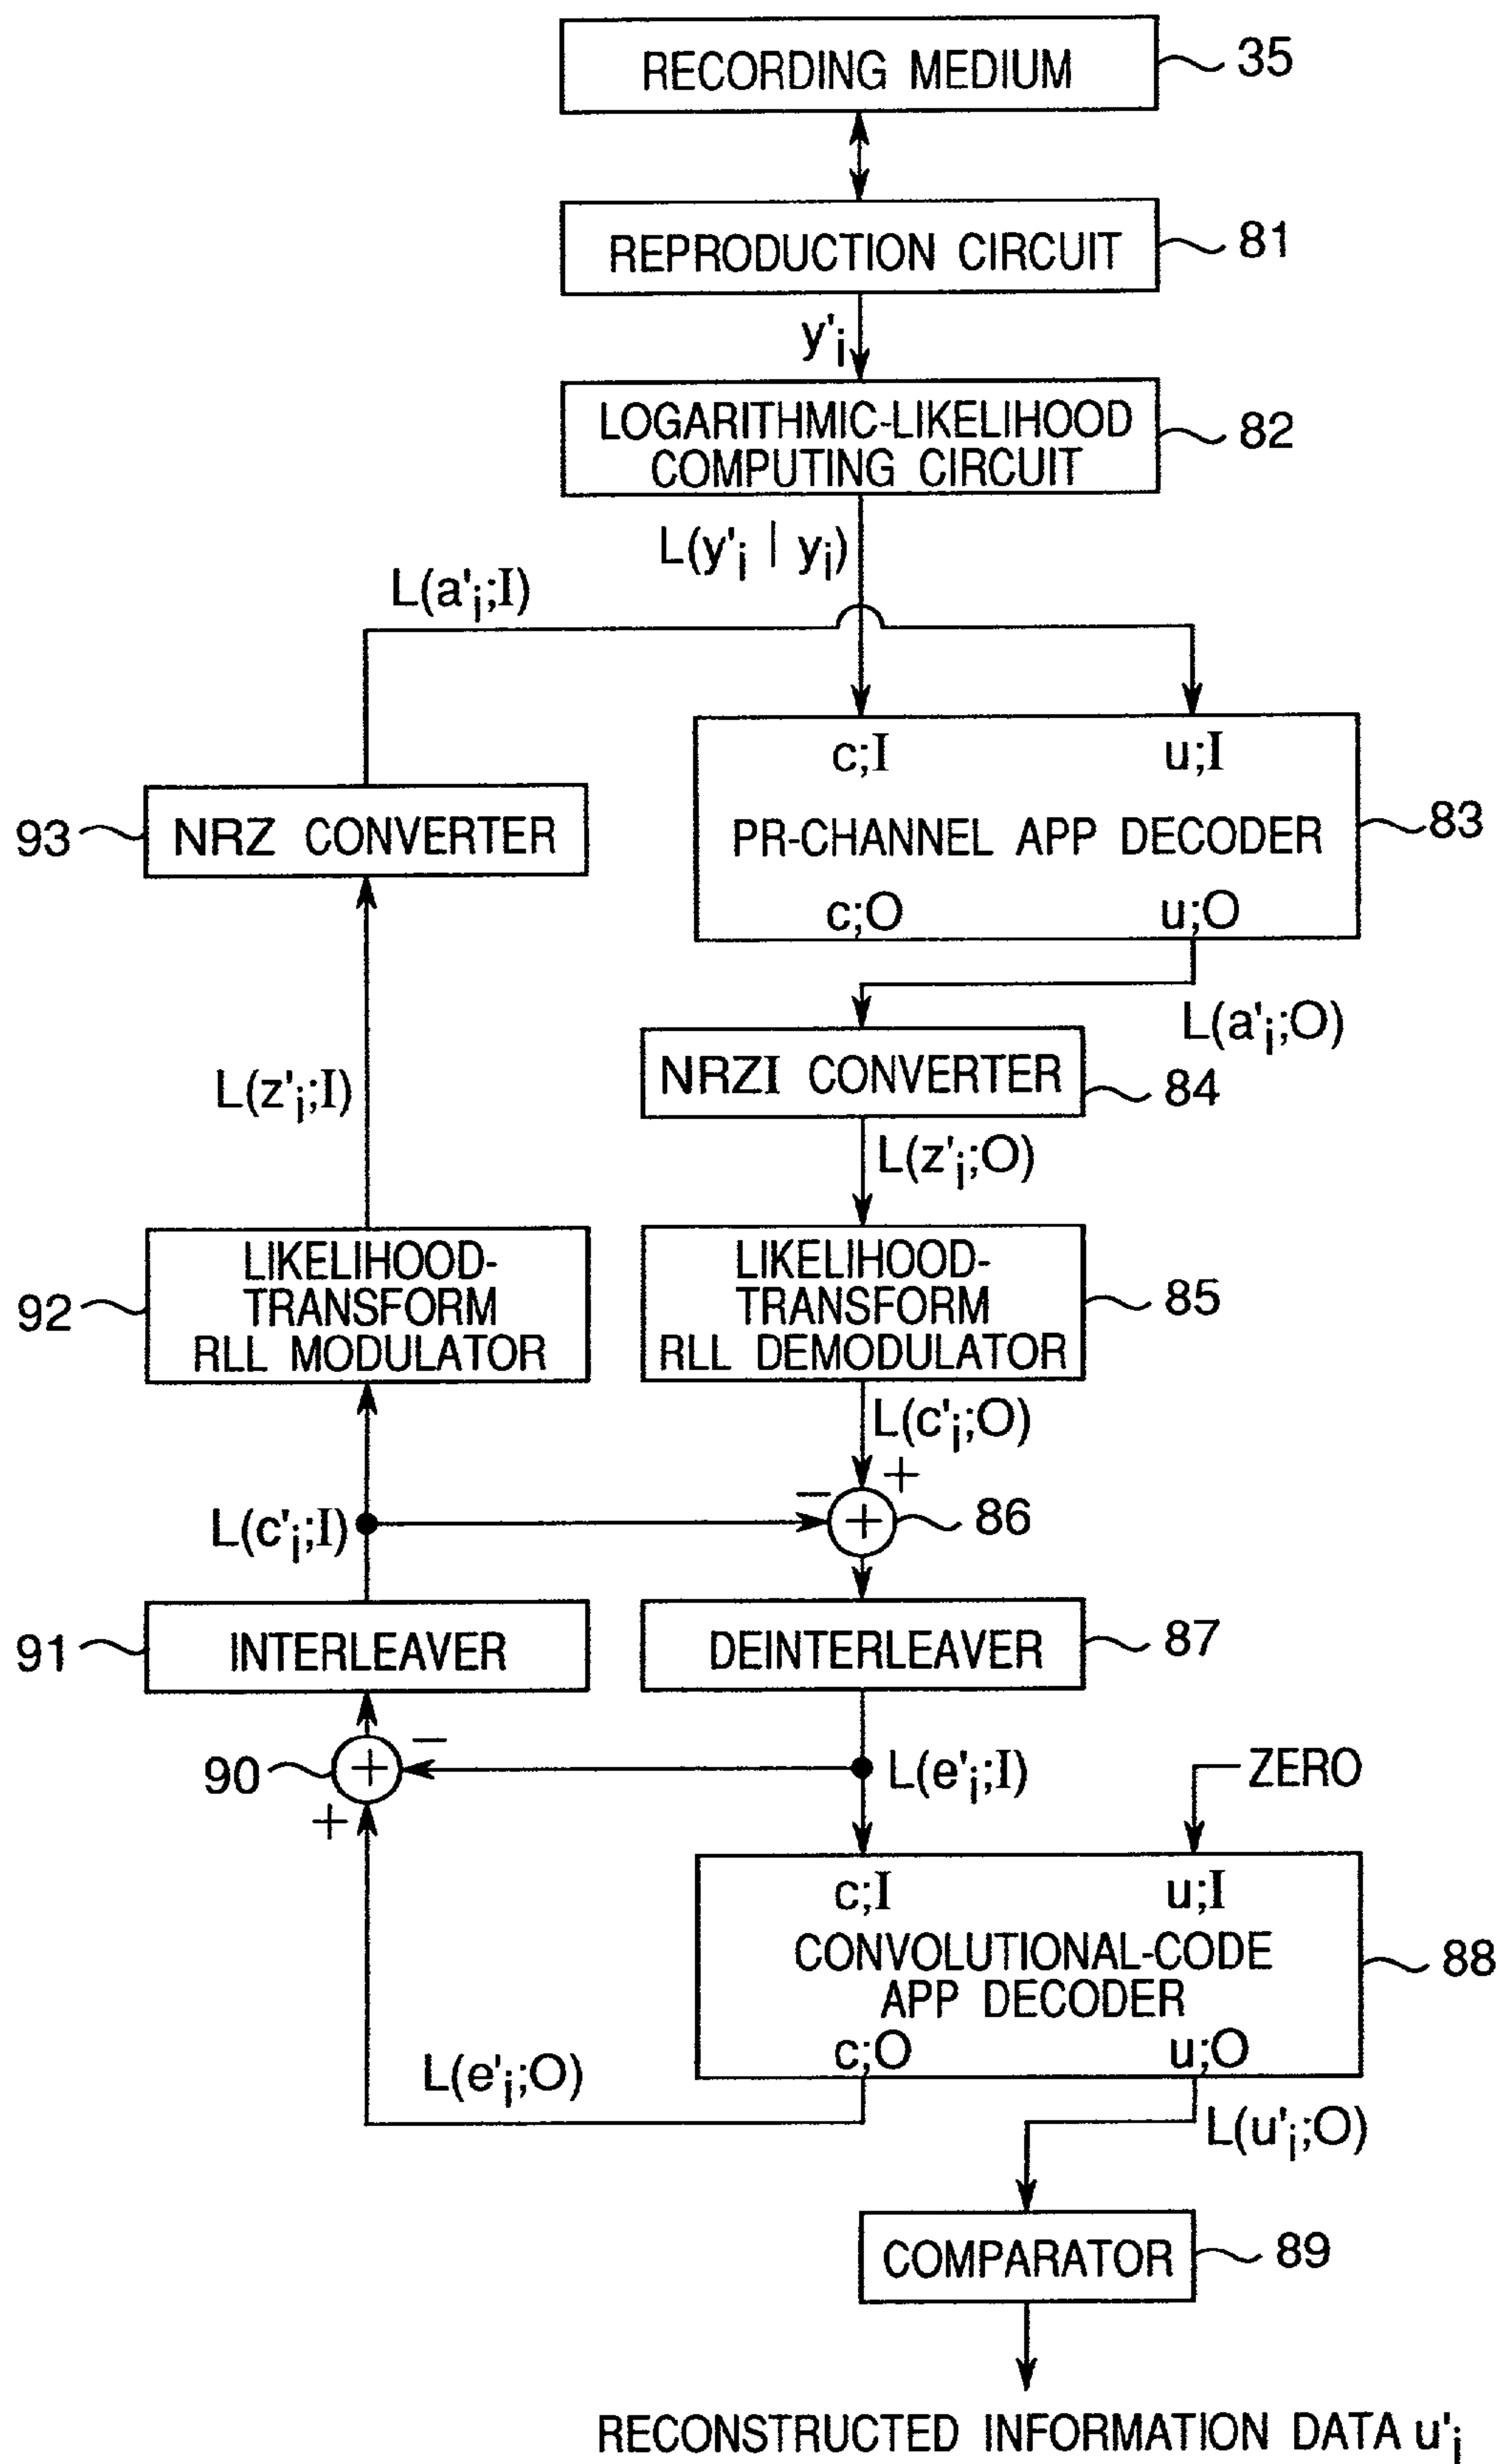 RECORDING MEDIUM
35
REPRODUCTION CIRCUIT
81
y'i
LOGARITHMIC-LIKELIHOOD
COMPUTING CIRCUIT
82
L(y'i | yi)
L(a'i;I)
c;I
u;I
93
NRZ CONVERTER
PR-CHANNEL APP DECODER
83
c;O
u;O
L(a'i;O)
NRZI CONVERTER
84
L(z'i;I)
L(z'i;O)
92
LIKELIHOOD-
TRANSFORM
RLL MODULATOR
LIKELIHOOD-
TRANSFORM
RLL DEMODULATOR
85
L(c'i;O)
+
−
L(c'i;I)
+
86
91
INTERLEAVER
DEINTERLEAVER
87
−
90
+
+
L(e'i;I)
ZERO
c;I
u;I
CONVOLUTIONAL-CODE
APP DECODER
88
c;O
u;O
L(e'i;O)
L(u'i;O)
COMPARATOR
89
RECONSTRUCTED INFORMATION DATA u'i